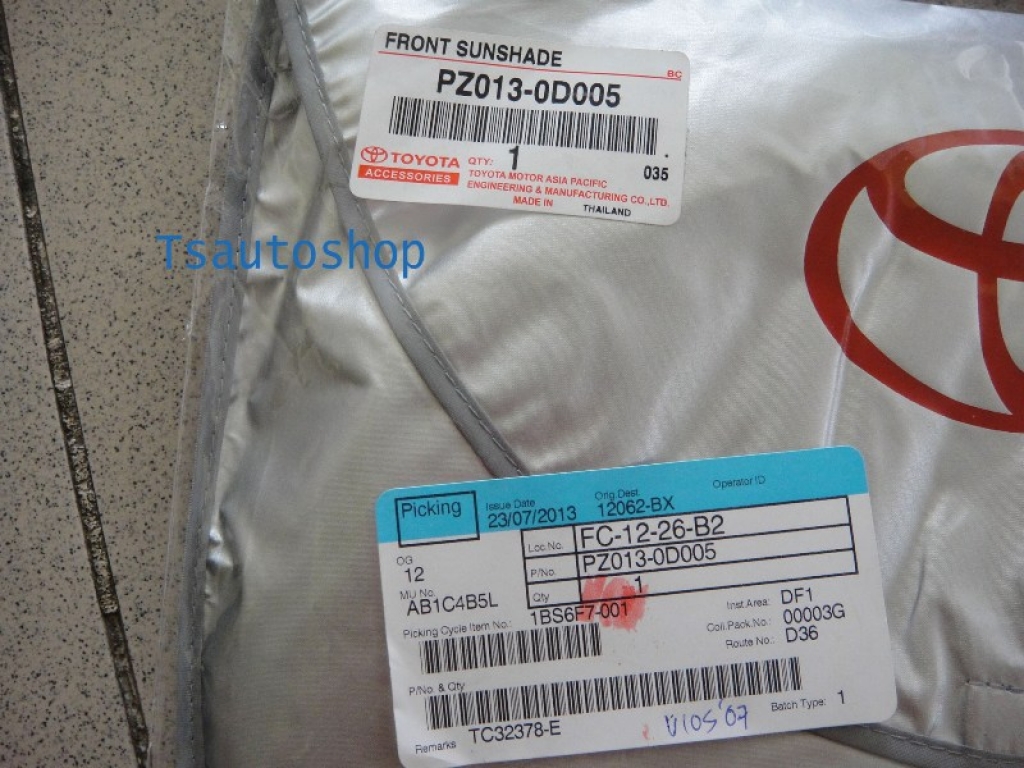 FRONT SUNSHADE
BC
PZ013-0D005
TOYOTA
ACCESSORIES
QTY: 1
035
TOYOTA MOTOR ASIA PACIFIC
ENGINEERING & MANUFACTURING CO.,LTD.
MADE IN THAILAND
Tsautoshop
Picking
Issue Date
23/07/2013
Orig.Dest.
12062-BX
Operator ID
OG
12
Loc.No. FC-12-26-B2
P/No. PZ013-0D005
Qty 1
MU No.
AB1C4B5L
Picking Cycle Item No.: 1BS6F7-001
Inst.Area: DF1
Coll.Pack.No.: 00003G
Route No.: D36
P/No. & Qty
Remarks TC32378-E
VIOS'07
Batch Type: 1